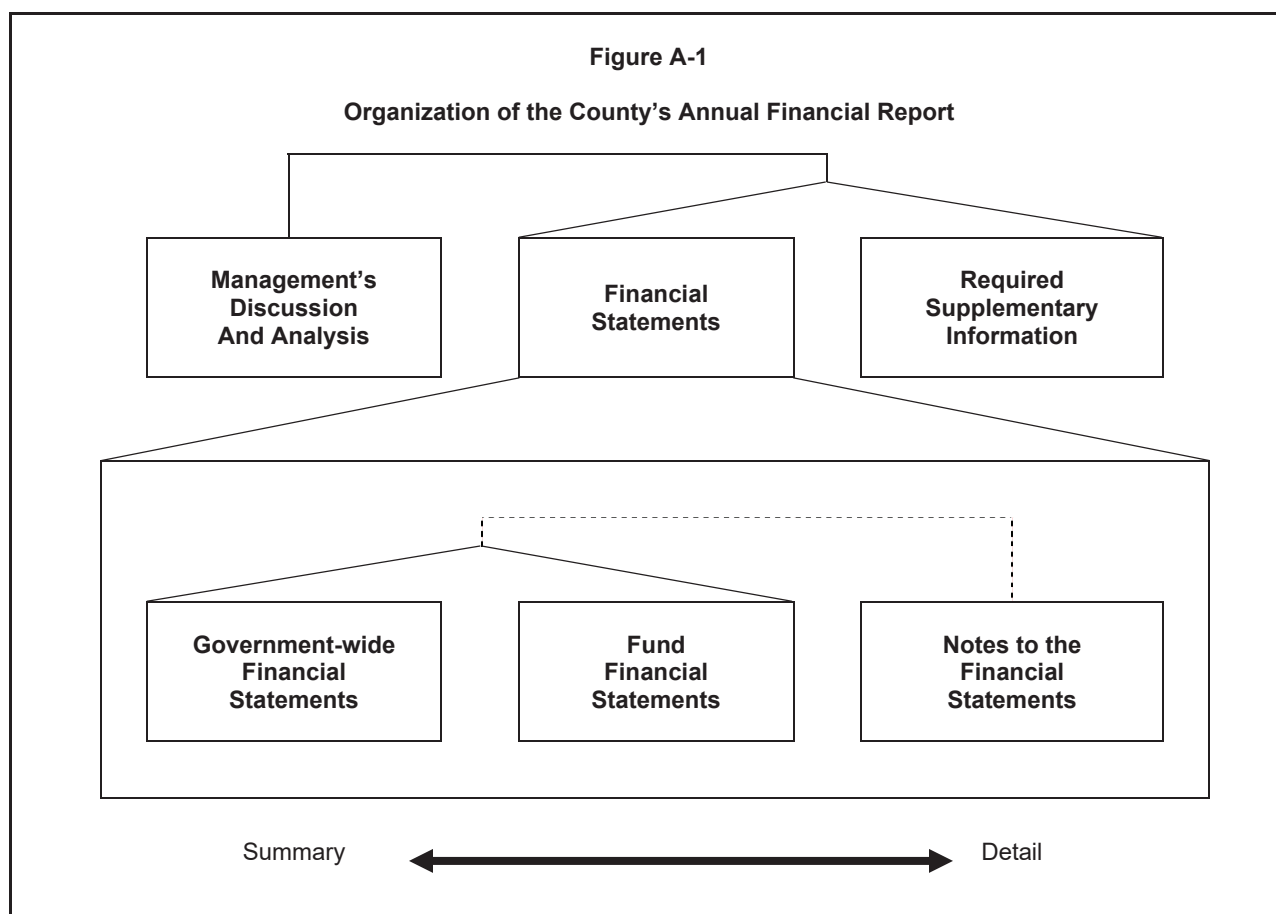 Figure A-1
Organization of the County’s Annual Financial Report
Management’s
Discussion
And Analysis
Financial
Statements
Required
Supplementary
Information
Government-wide
Financial
Statements
Fund
Financial
Statements
Notes to the
Financial
Statements
Summary
Detail